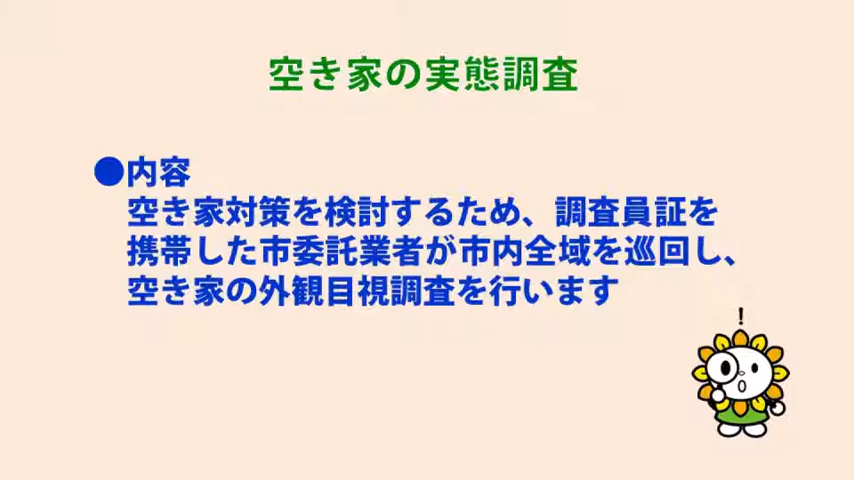 空き家の実態調査
●内容
空き家対策を検討するため、調査員証を
携帯した市委託業者が市内全域を巡回し、
空き家の外観目視調査を行います
!